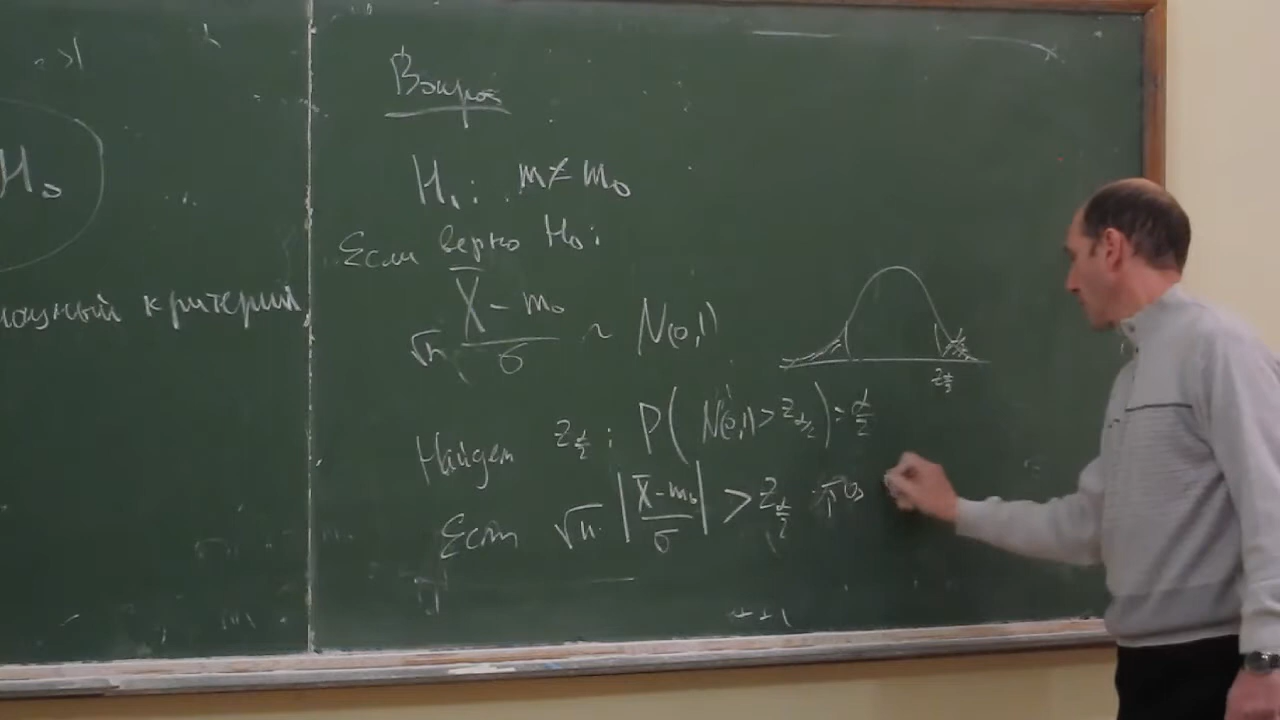 H₀
критерий
Вопрос
H₁: m ≠ m₀
Если верно H₀:
√n (X̄ - m₀)/σ ~ N(0,1)
z_{α/2}
Найдем z_{α/2}: P(N(0,1) > z_{α/2}) = α/2
Если √n · |(X̄ - m₀)/σ| > z_{α/2}